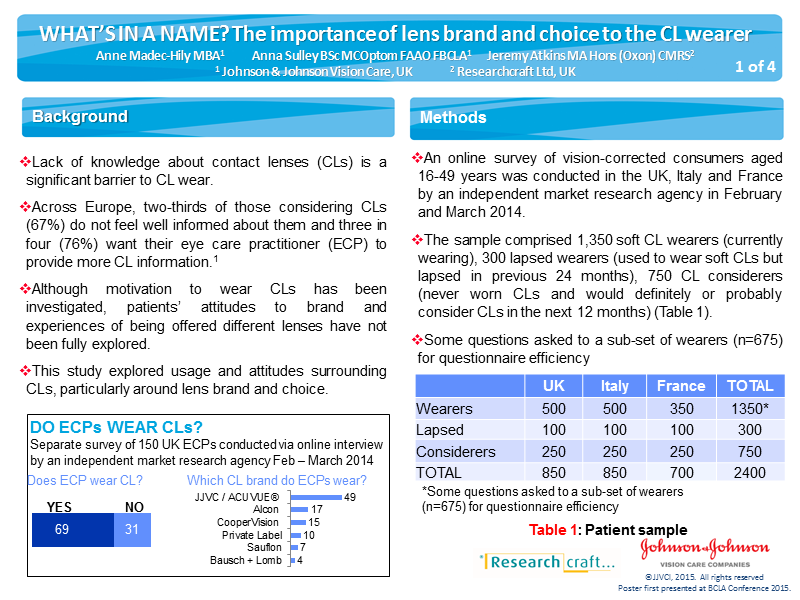 WHAT'S IN A NAME? The importance of lens brand and choice to the CL wearer
Anne Madec-Hily MBA¹ Anna Sulley BSc MCOptom FAAO FBCLA¹ Jeremy Atkins MA Hons (Oxon) CMRS²
¹ Johnson & Johnson Vision Care, UK ² Researchcraft Ltd, UK
1 of 4
Background
❖Lack of knowledge about contact lenses (CLs) is a
significant barrier to CL wear.
❖Across Europe, two-thirds of those considering CLs
(67%) do not feel well informed about them and three in
four (76%) want their eye care practitioner (ECP) to
provide more CL information.¹
❖Although motivation to wear CLs has been
investigated, patients' attitudes to brand and
experiences of being offered different lenses have not
been fully explored.
❖This study explored usage and attitudes surrounding
CLs, particularly around lens brand and choice.
DO ECPs WEAR CLs?
Separate survey of 150 UK ECPs conducted via online interview
by an independent market research agency Feb – March 2014
Does ECP wear CL?
YES NO
69 31
Which CL brand do ECPs wear?
JJVC / ACUVUE® 49
Alcon 17
CooperVision 15
Private Label 10
Sauflon 7
Bausch + Lomb 4
Methods
❖An online survey of vision-corrected consumers aged
16-49 years was conducted in the UK, Italy and France
by an independent market research agency in February
and March 2014.
❖The sample comprised 1,350 soft CL wearers (currently
wearing), 300 lapsed wearers (used to wear soft CLs but
lapsed in previous 24 months), 750 CL considerers
(never worn CLs and would definitely or probably
consider CLs in the next 12 months) (Table 1).
❖Some questions asked to a sub-set of wearers (n=675)
for questionnaire efficiency
UK Italy France TOTAL
Wearers 500 500 350 1350*
Lapsed 100 100 100 300
Considerers 250 250 250 750
TOTAL 850 850 700 2400
*Some questions asked to a sub-set of wearers
(n=675) for questionnaire efficiency
Table 1: Patient sample
*Research craft...
Johnson & Johnson
VISION CARE COMPANIES
©JJVCI, 2015. All rights reserved
Poster first presented at BCLA Conference 2015.